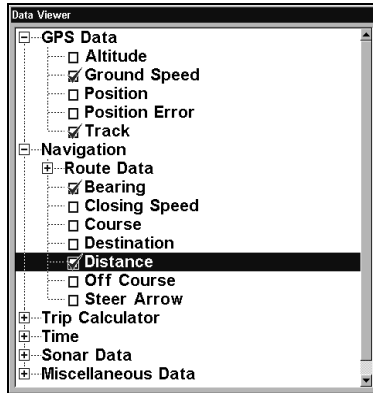 Data Viewer
GPS Data
Altitude
Ground Speed
Position
Position Error
Track
Navigation
Route Data
Bearing
Closing Speed
Course
Destination
Distance
Off Course
Steer Arrow
Trip Calculator
Time
Sonar Data
Miscellaneous Data